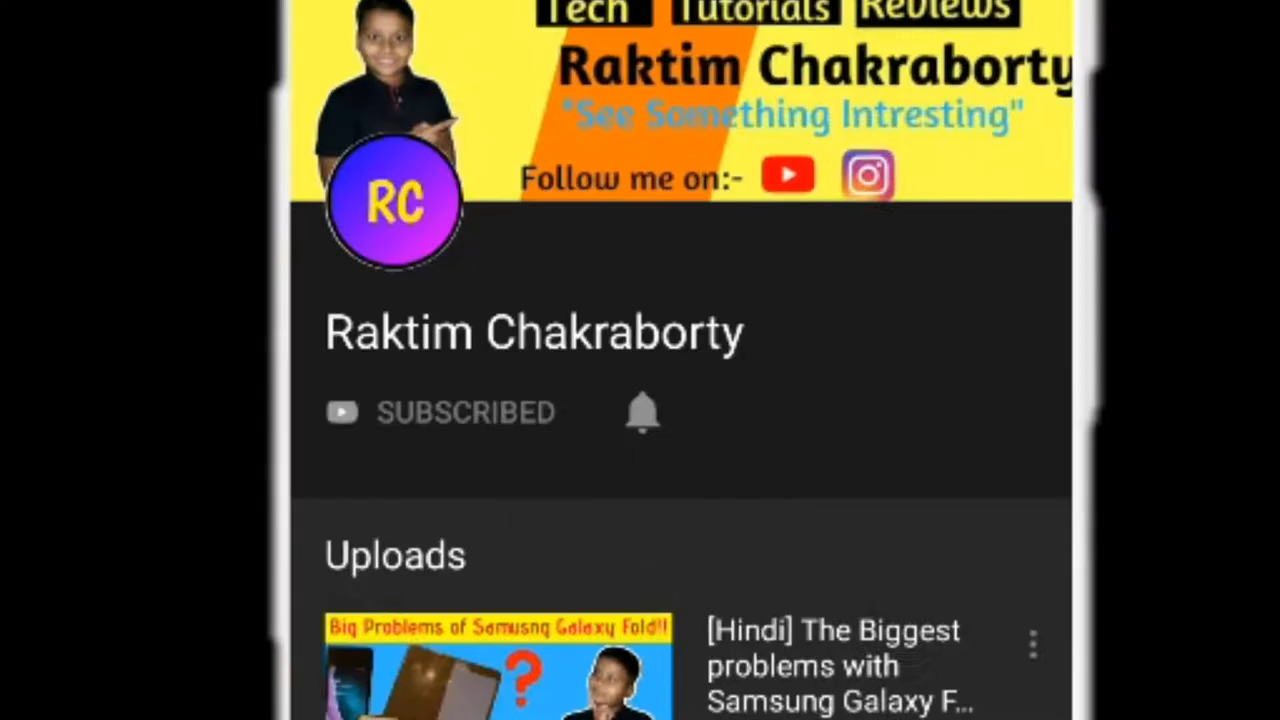 Tech Tutorials Reviews
Raktim Chakraborty
"See Something Intresting"
Follow me on:-
RC
Raktim Chakraborty
SUBSCRIBED
Uploads
Big Problems of Samusng Galaxy Fold!!
[Hindi] The Biggest
problems with
Samsung Galaxy F...